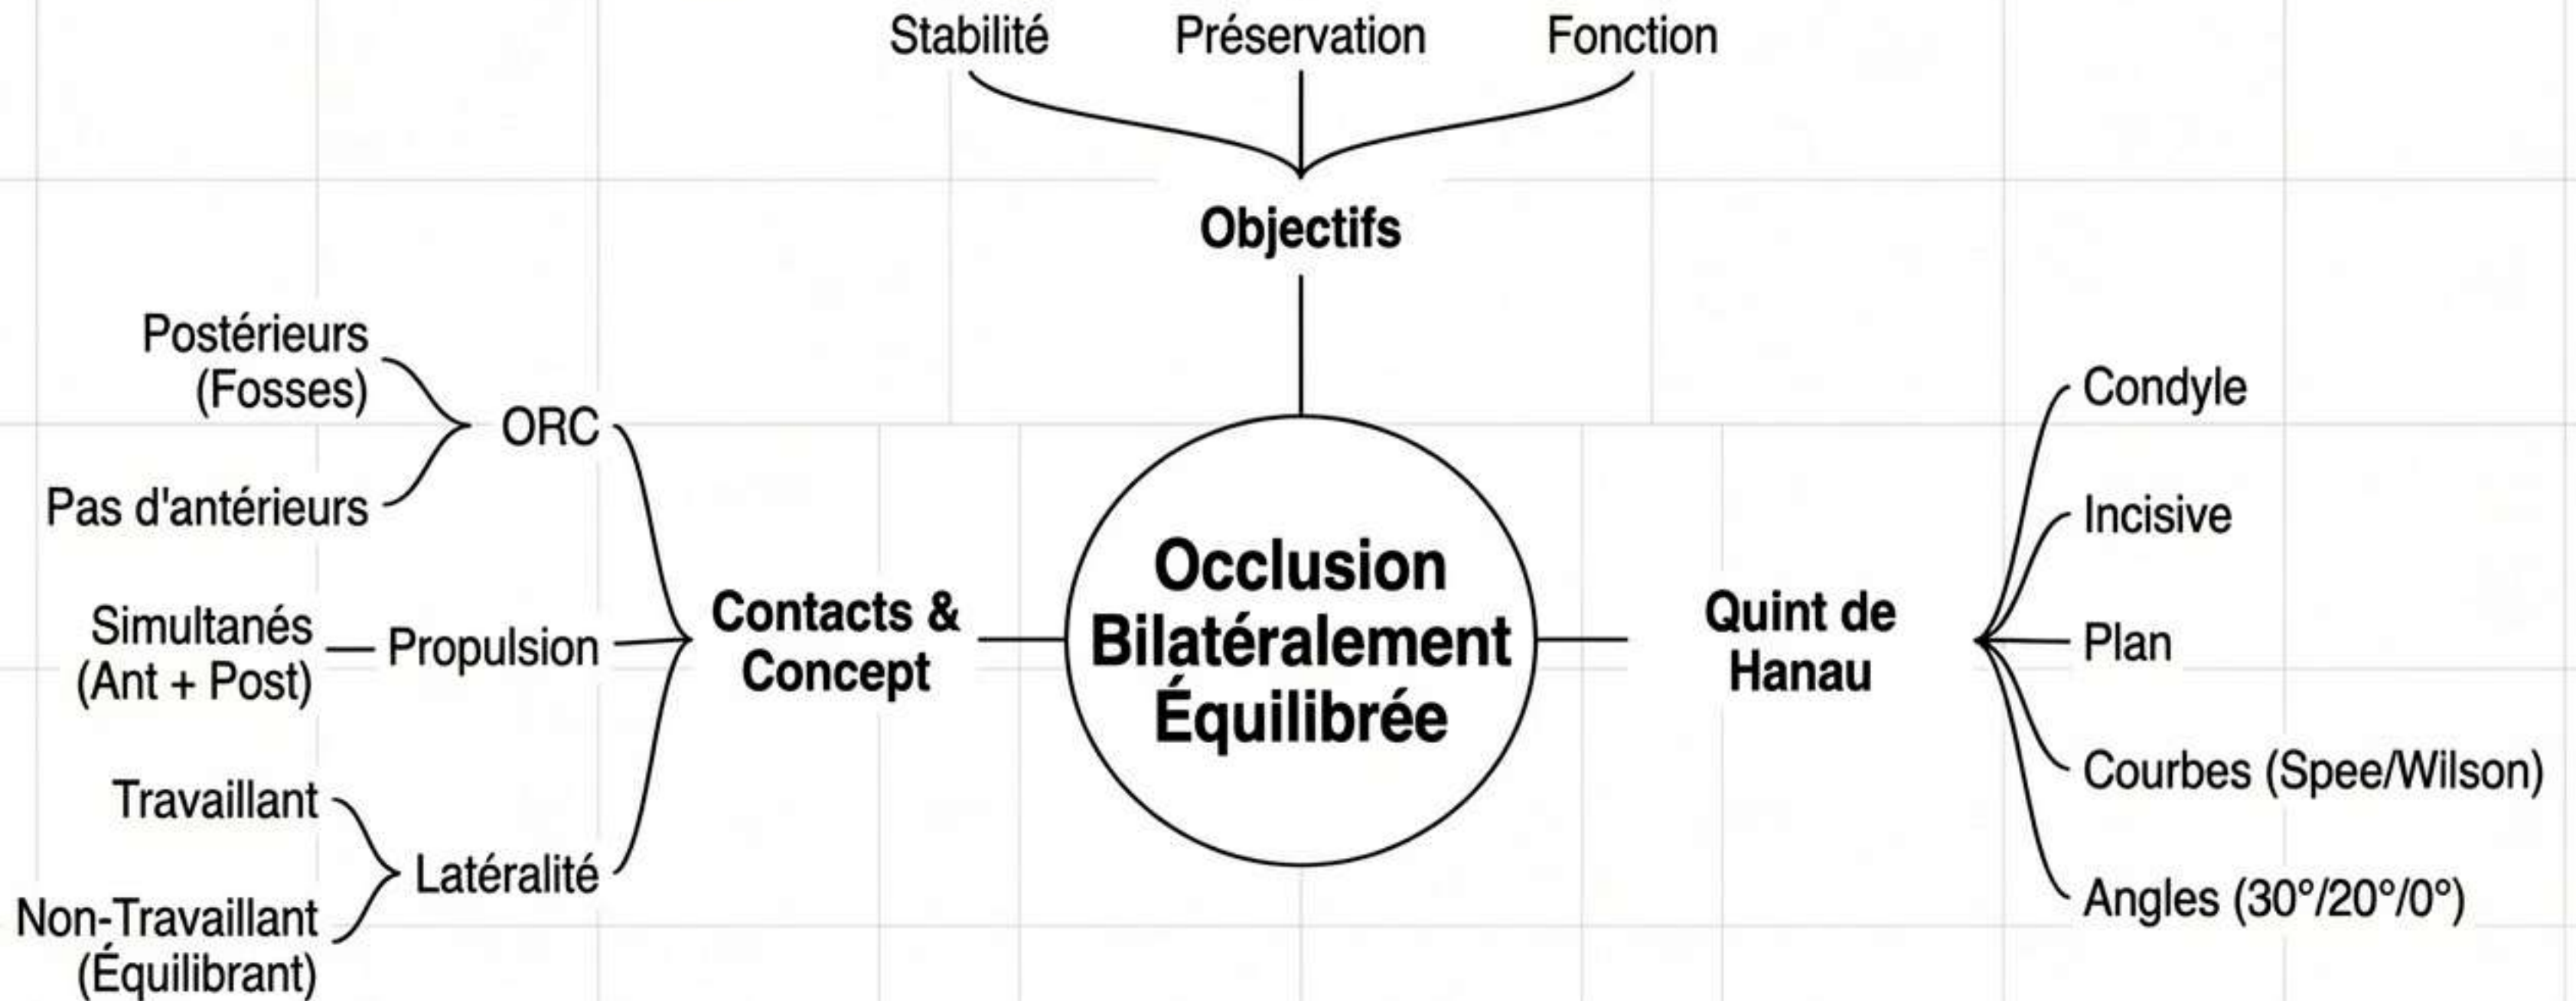 Stabilité
Préservation
Fonction
Objectifs
Postérieurs
(Fosses)
ORC
Pas d'antérieurs
Simultanés
(Ant + Post)
Propulsion
Travaillant
Latéralité
Non-Travaillant
(Équilibrant)
Contacts &
Concept
Occlusion
Bilatéralement
Équilibrée
Quint de
Hanau
Condyle
Incisive
Plan
Courbes (Spee/Wilson)
Angles (30°/20°/0°)